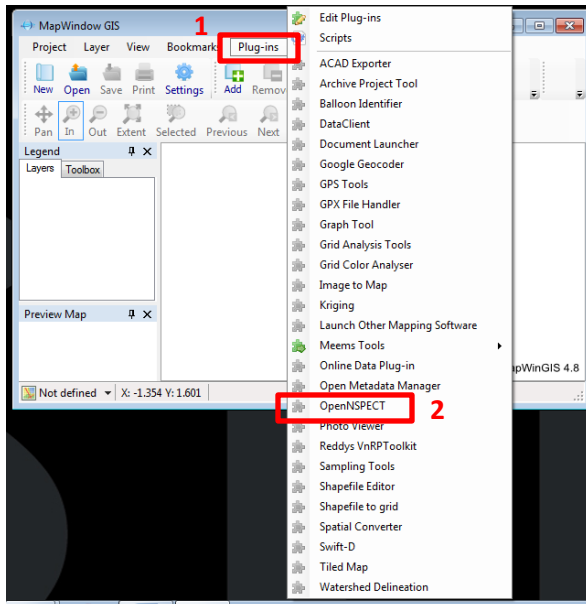 MapWindow GIS
1
Project Layer View Bookmark Plug-ins
New Open Save Print Settings Add Remov
Pan In Out Extent Selected Previous Next
Legend
Layers Toolbox
Preview Map
Not defined X: -1.354 Y: 1.601
apWinGIS 4.8
Edit Plug-ins
Scripts
ACAD Exporter
Archive Project Tool
Balloon Identifier
DataClient
Document Launcher
Google Geocoder
GPS Tools
GPX File Handler
Graph Tool
Grid Analysis Tools
Grid Color Analyser
Image to Map
Kriging
Launch Other Mapping Software
Meems Tools
Online Data Plug-in
Open Metadata Manager
OpenNSPECT 2
Photo Viewer
Reddys VnRPToolkit
Sampling Tools
Shapefile Editor
Shapefile to grid
Spatial Converter
Swift-D
Tiled Map
Watershed Delineation